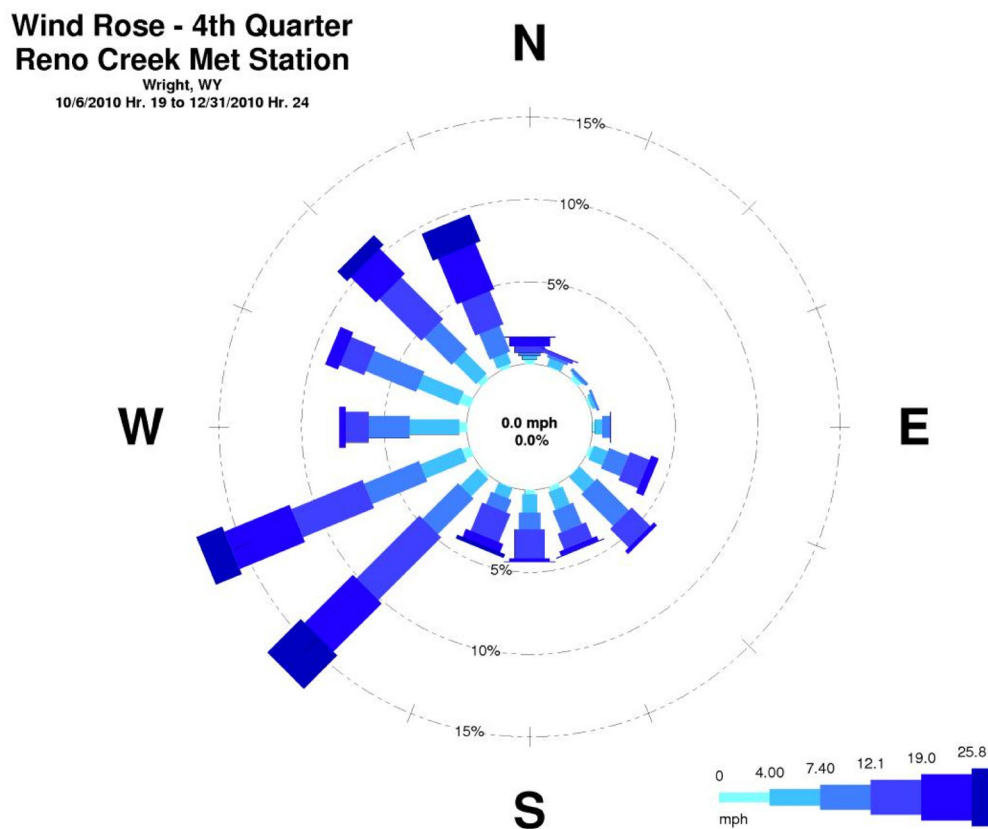 Wind Rose - 4th Quarter
Reno Creek Met Station
Wright, WY
10/6/2010 Hr. 19 to 12/31/2010 Hr. 24
N
15%
10%
5%
W
0.0 mph
0.0%
E
5%
10%
15%
S
0 4.00 7.40 12.1 19.0 25.8
mph